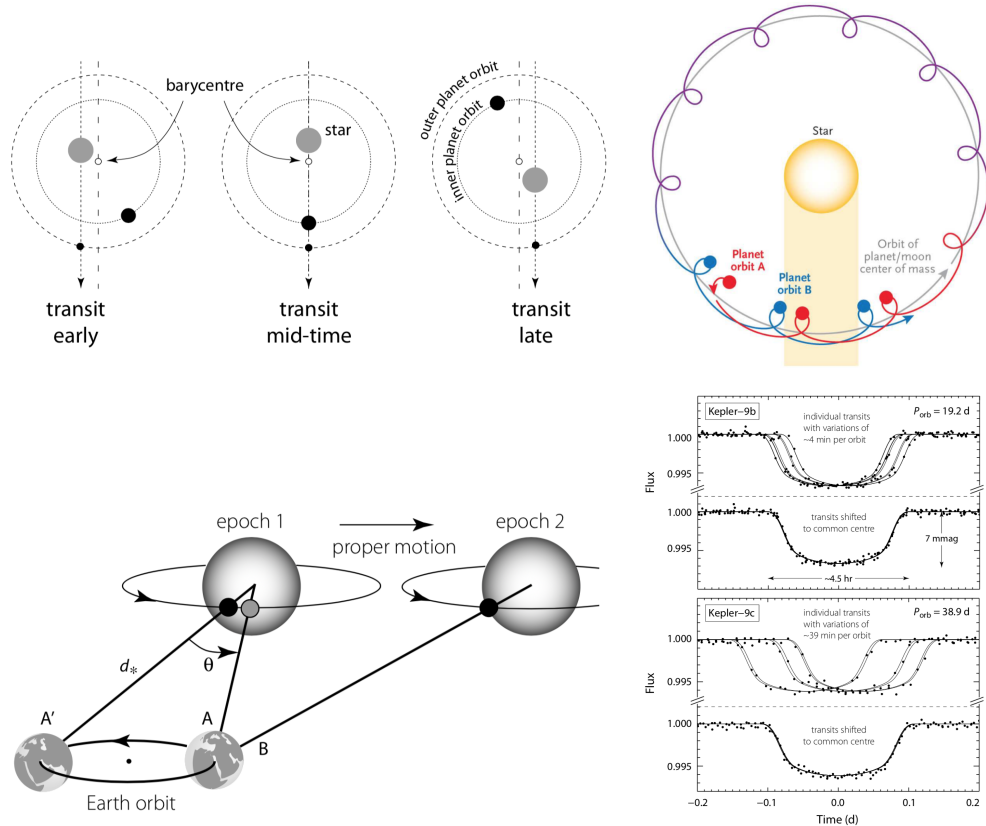 barycentre
star
outer planet orbit
inner planet orbit
transit
early
transit
mid-time
transit
late
Star
Planet
orbit A
Planet
orbit B
Orbit of
planet/moon
center of mass
epoch 1
epoch 2
proper motion
d*
θ
A′
A
B
Earth orbit
Kepler–9b
individual transits
with variations of
~4 min per orbit
Porb = 19.2 d
1.000
0.995
Flux
transits shifted
to common centre
1.000
0.995
7 mmag
~4.5 hr
Kepler–9c
individual transits
with variations of
~39 min per orbit
Porb = 38.9 d
1.000
0.995
Flux
transits shifted
to common centre
1.000
0.995
−0.2 −0.1 0.0 0.1 0.2
Time (d)